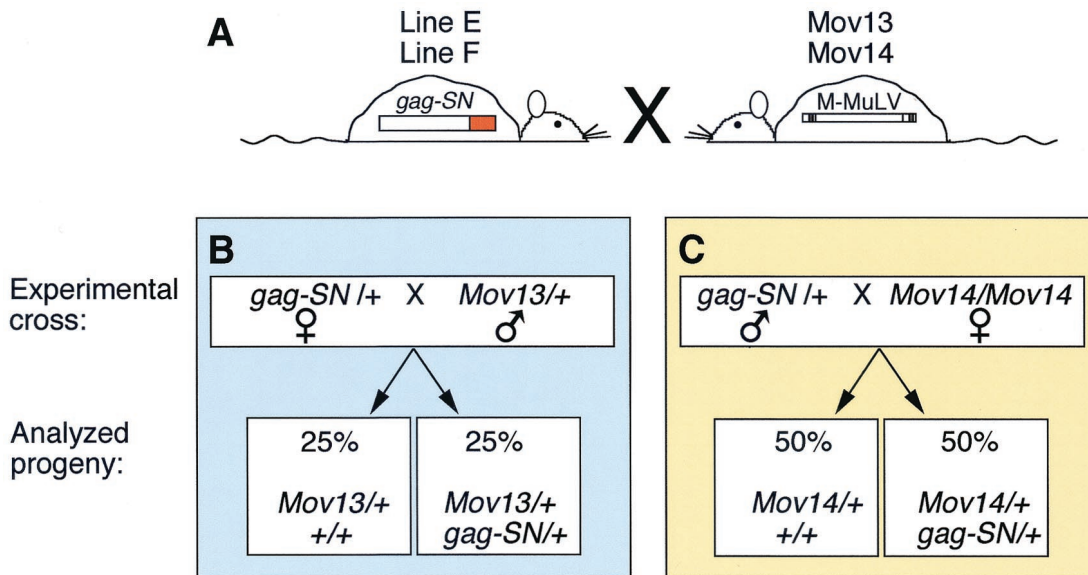 A
Line E
Line F
Mov13
Mov14
gag-SN
X
M-MuLV
B
C
Experimental
cross:
gag-SN /+ X Mov13/+
♀ ♂
gag-SN/+ X Mov14/Mov14
♂ ♀
Analyzed
progeny:
25%
Mov13/+
+/+
25%
Mov13/+
gag-SN/+
50%
Mov14/+
+/+
50%
Mov14/+
gag-SN/+